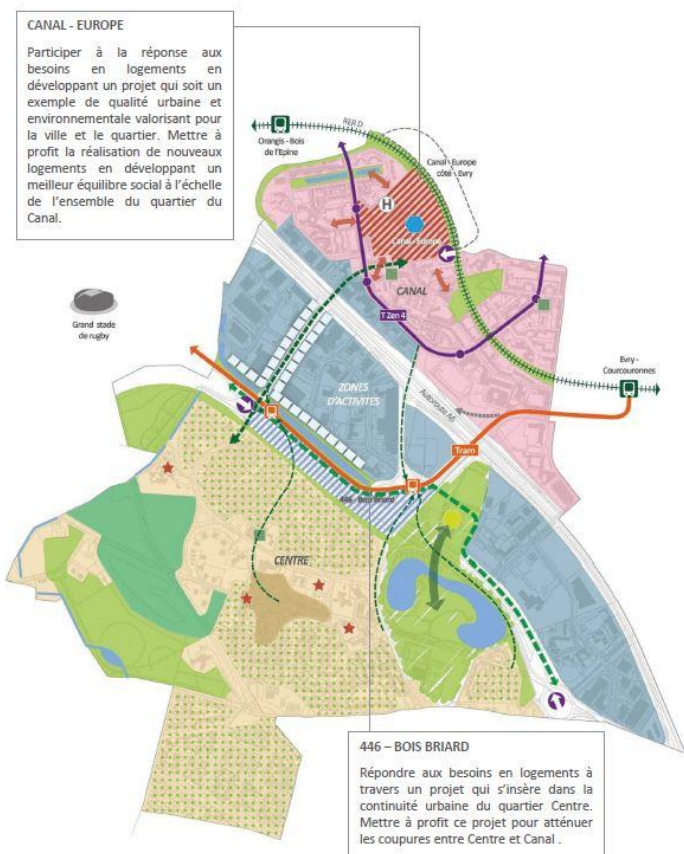 CANAL - EUROPE
Participer à la réponse aux
besoins en logements en
développant un projet qui soit un
exemple de qualité urbaine et
environnementale valorisant pour
la ville et le quartier. Mettre à
profit la réalisation de nouveaux
logements en développant un
meilleur équilibre social à l'échelle
de l'ensemble du quartier du
Canal.
RER D
Orangis - Bois
de l'Epine
Canal - Europe
côté - Evry
H
Canal - Europe
CANAL
Grand stade
de rugby
T Zen 4
Evry -
Courcouronnes
ZONES
D'ACTIVITES
Autoroute A6
Tram
446 - Bois Briard
CENTRE
446 – BOIS BRIARD
Répondre aux besoins en logements à
travers un projet qui s'insère dans la
continuité urbaine du quartier Centre.
Mettre à profit ce projet pour atténuer
les coupures entre Centre et Canal .